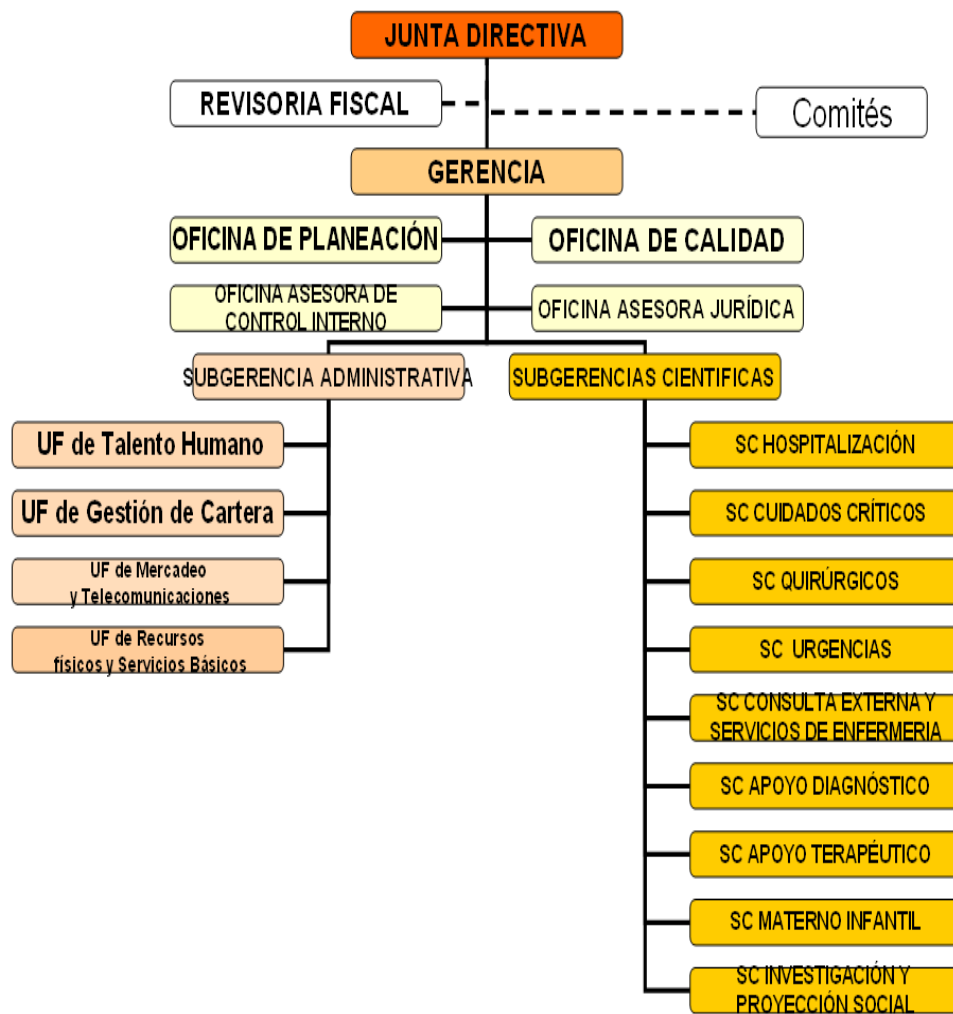 JUNTA DIRECTIVA
REVISORIA FISCAL
Comités
GERENCIA
OFICINA DE PLANEACIÓN
OFICINA DE CALIDAD
OFICINA ASESORA DE
CONTROL INTERNO
OFICINA ASESORA JURÍDICA
SUBGERENCIA ADMINISTRATIVA
SUBGERENCIAS CIENTIFICAS
UF de Talento Humano
UF de Gestión de Cartera
UF de Mercadeo
y Telecomunicaciones
UF de Recursos
físicos y Servicios Básicos
SC HOSPITALIZACIÓN
SC CUIDADOS CRÍTICOS
SC QUIRÚRGICOS
SC URGENCIAS
SC CONSULTA EXTERNA Y
SERVICIOS DE ENFERMERIA
SC APOYO DIAGNÓSTICO
SC APOYO TERAPÉUTICO
SC MATERNO INFANTIL
SC INVESTIGACIÓN Y
PROYECCIÓN SOCIAL